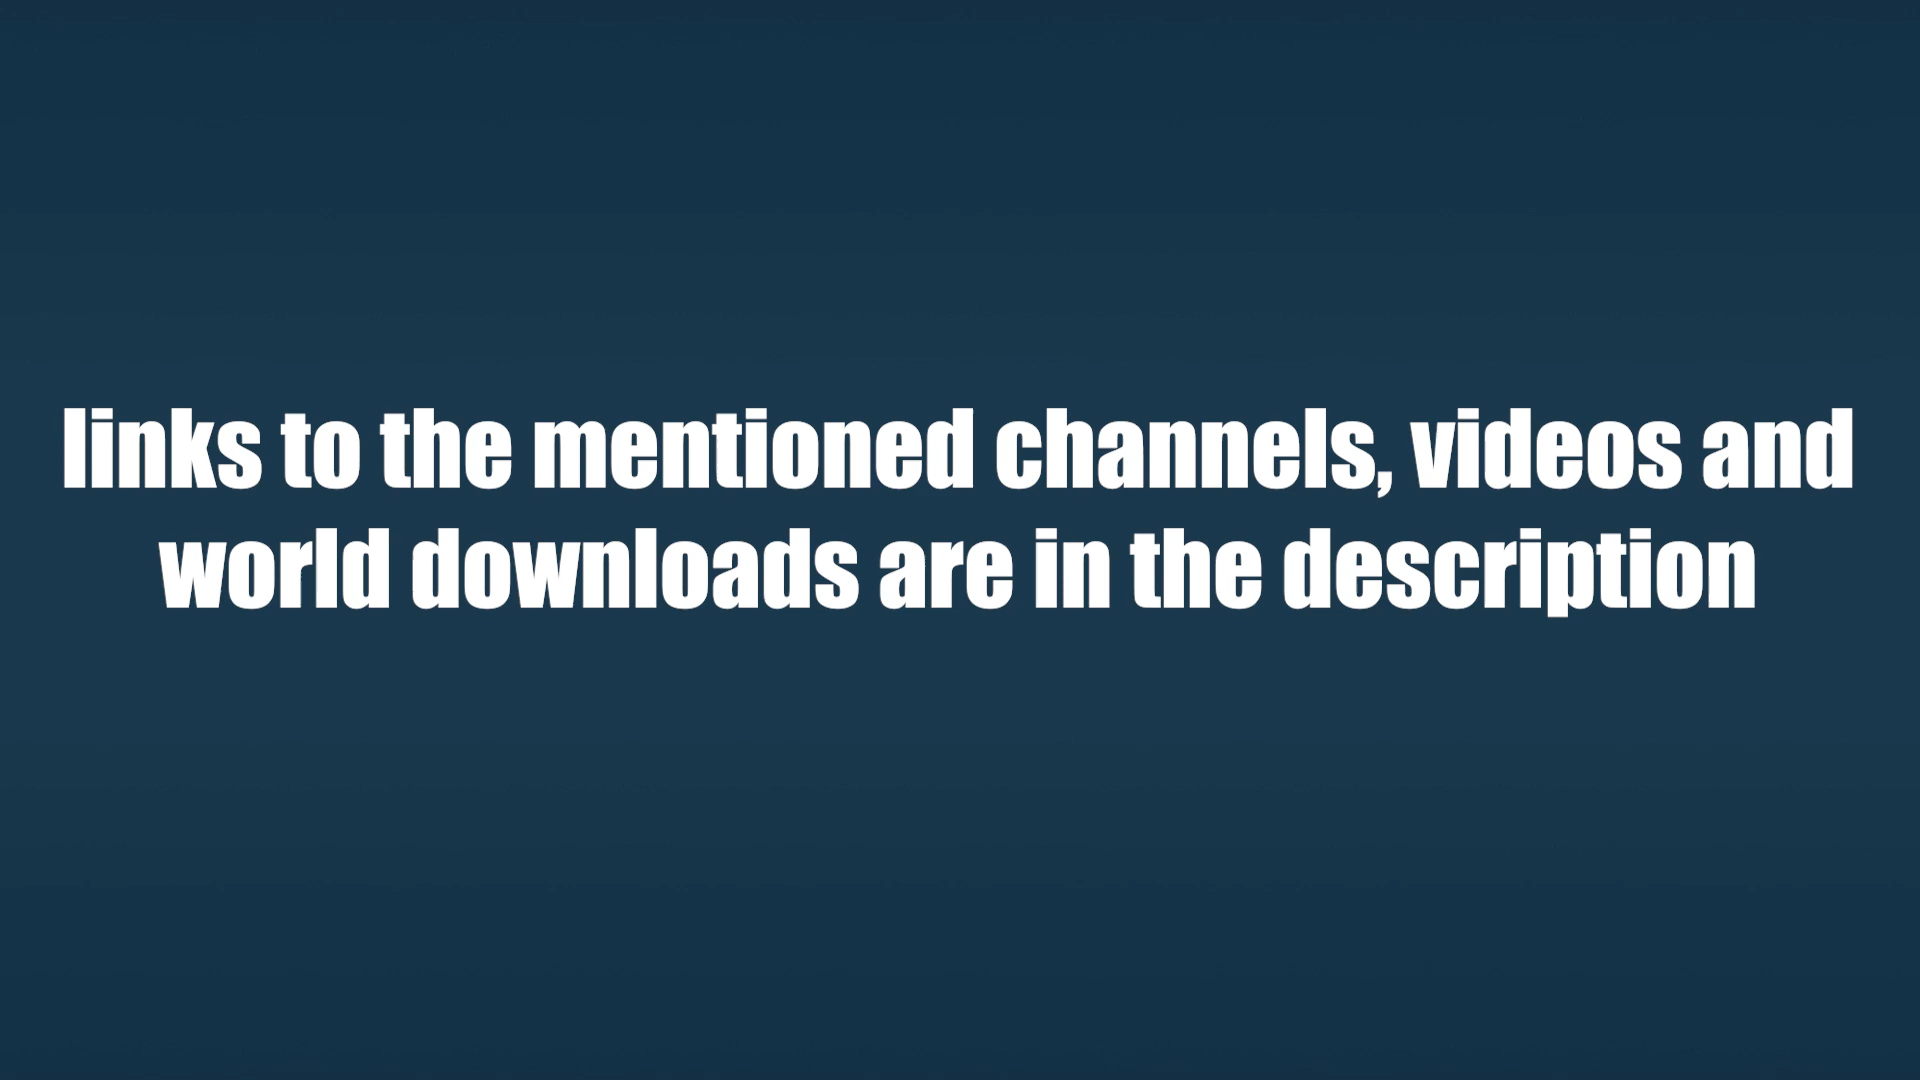 links to the mentioned channels, videos and
world downloads are in the description